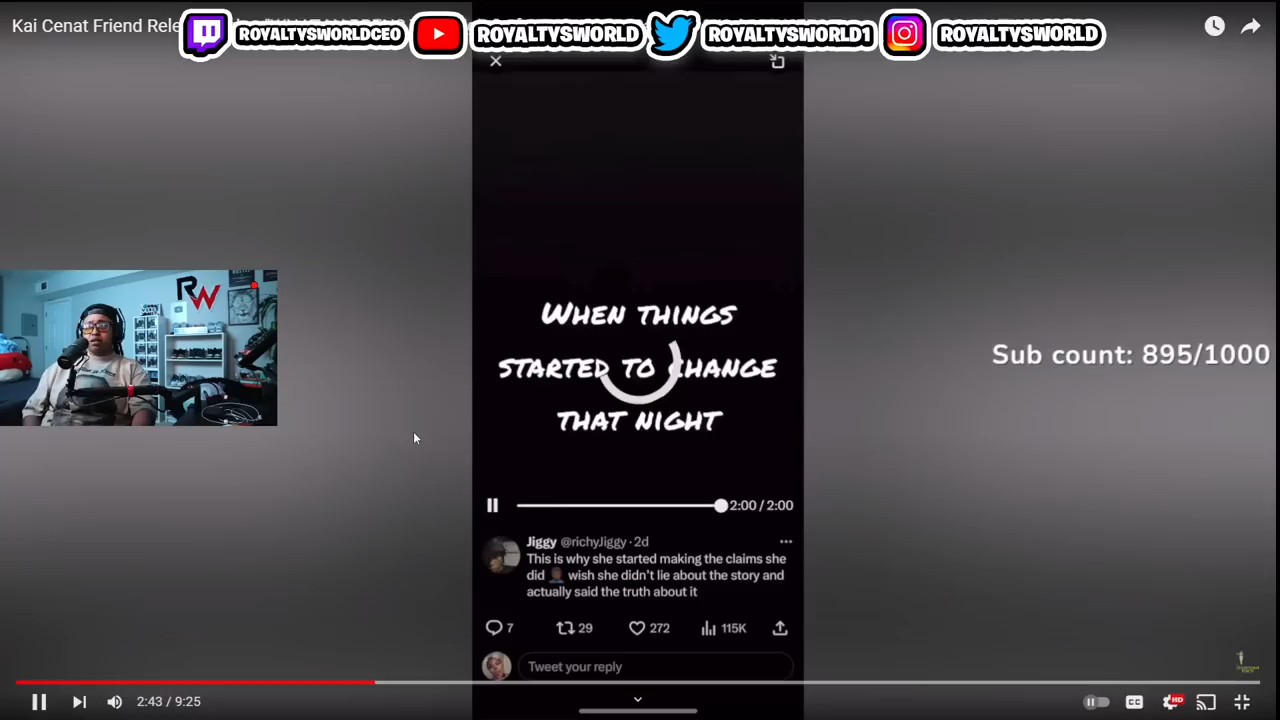 Kai Cenat Friend Rele
ROYALTYSWORLDCEO
ROYALTYSWORLD
ROYALTYSWORLD1
ROYALTYSWORLD
RW
When things
started to change
that night
Sub count: 895/1000
2:00 / 2:00
Jiggy @richyJiggy · 2d
This is why she started making the claims she
did 🤦🏾‍♂️ wish she didn't lie about the story and
actually said the truth about it
7 29 272 115K
Tweet your reply
2:43 / 9:25
CC HD